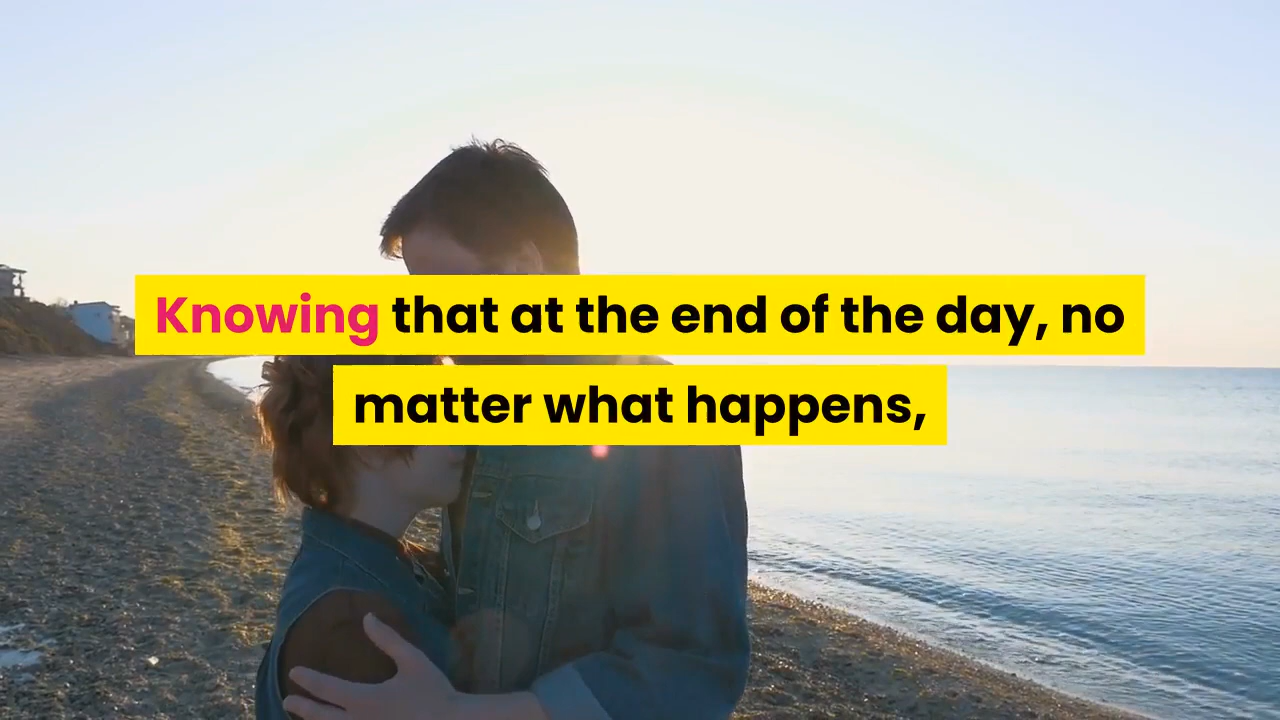 Knowing that at the end of the day, no
matter what happens,